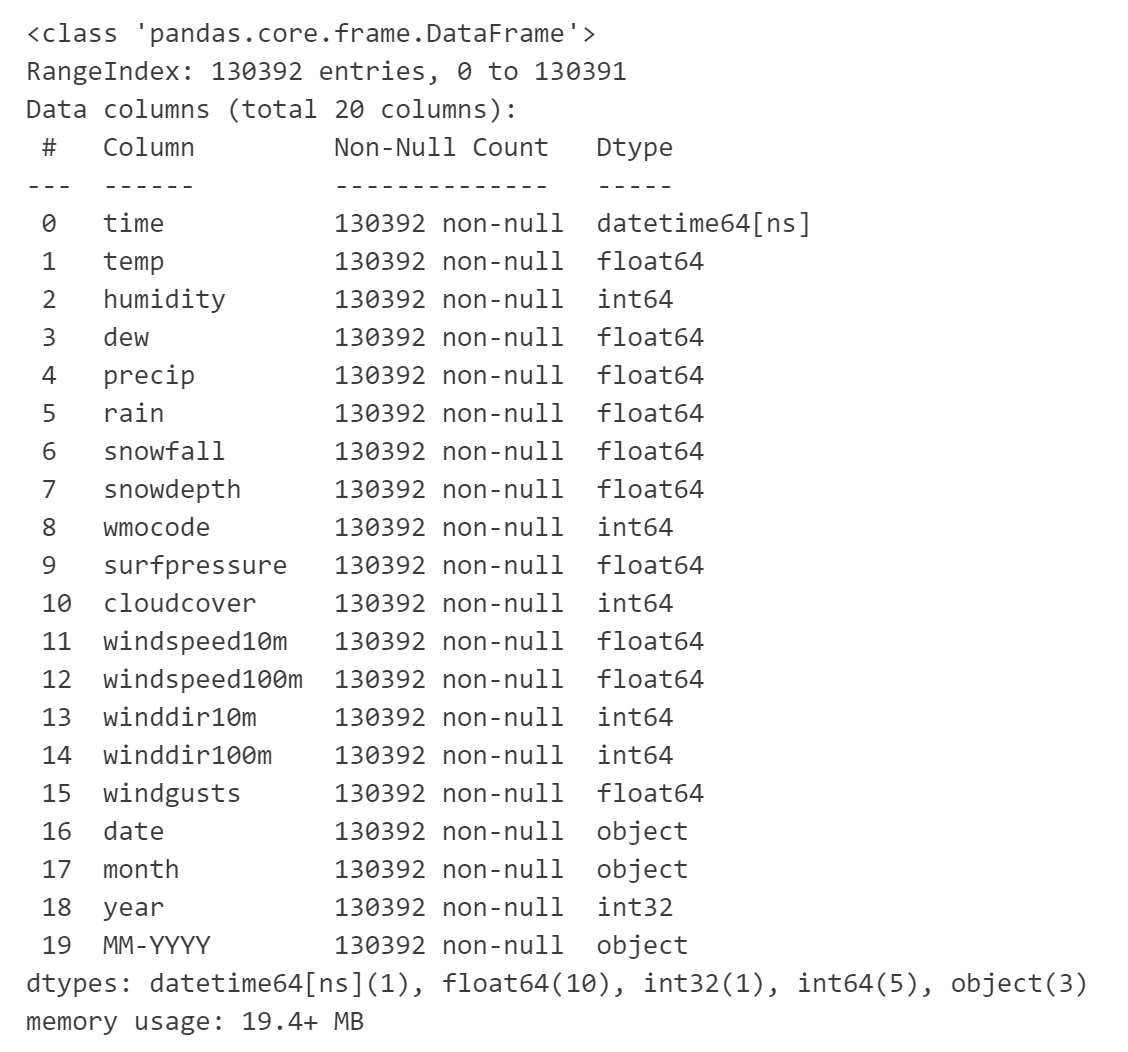 <class 'pandas.core.frame.DataFrame'>
RangeIndex: 130392 entries, 0 to 130391
Data columns (total 20 columns):
 #   Column         Non-Null Count   Dtype
---  ------         --------------   -----
 0   time           130392 non-null  datetime64[ns]
 1   temp           130392 non-null  float64
 2   humidity       130392 non-null  int64
 3   dew            130392 non-null  float64
 4   precip         130392 non-null  float64
 5   rain           130392 non-null  float64
 6   snowfall       130392 non-null  float64
 7   snowdepth      130392 non-null  float64
 8   wmocode        130392 non-null  int64
 9   surfpressure   130392 non-null  float64
 10  cloudcover     130392 non-null  int64
 11  windspeed10m   130392 non-null  float64
 12  windspeed100m  130392 non-null  float64
 13  winddir10m     130392 non-null  int64
 14  winddir100m    130392 non-null  int64
 15  windgusts      130392 non-null  float64
 16  date           130392 non-null  object
 17  month          130392 non-null  object
 18  year           130392 non-null  int32
 19  MM-YYYY        130392 non-null  object
dtypes: datetime64[ns](1), float64(10), int32(1), int64(5), object(3)
memory usage: 19.4+ MB